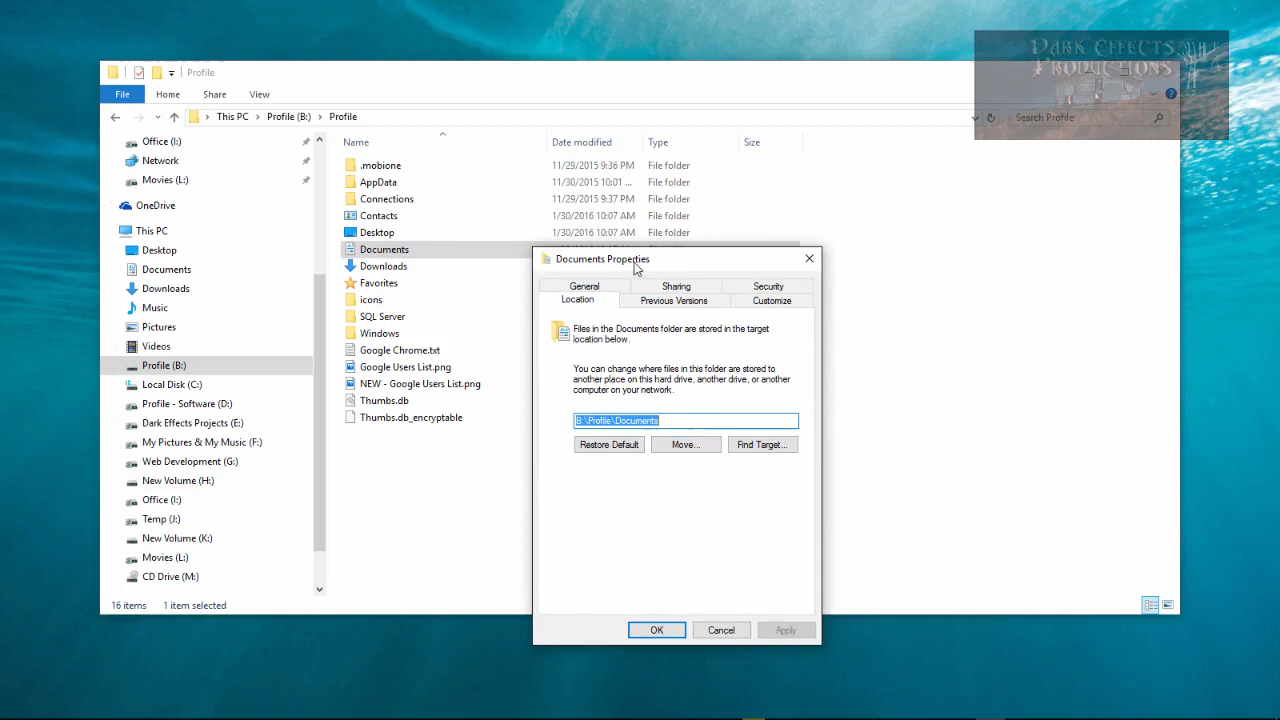 DARK EFFECTS
PRODUCTIONS
Profile
File Home Share View
This PC > Profile (B:) > Profile
Search Profile
Name Date modified Type Size
Office (I:)
Network
Movies (L:)
OneDrive
This PC
Desktop
Documents
Downloads
Music
Pictures
Videos
Profile (B:)
Local Disk (C:)
Profile - Software (D:)
Dark Effects Projects (E:)
My Pictures & My Music (F:)
Web Development (G:)
New Volume (H:)
Office (I:)
Temp (J:)
New Volume (K:)
Movies (L:)
CD Drive (M:)
.mobione 11/29/2015 9:36 PM File folder
AppData 11/30/2015 10:01 ... File folder
Connections 11/29/2015 9:37 PM File folder
Contacts 1/30/2016 10:07 AM File folder
Desktop 1/30/2016 10:07 AM File folder
Documents
Downloads
Favorites
icons
SQL Server
Windows
Google Chrome.txt
Google Users List.png
NEW - Google Users List.png
Thumbs.db
Thumbs.db_encryptable
Documents Properties
General Sharing Security
Location Previous Versions Customize
Files in the Documents folder are stored in the target
location below.
You can change where files in this folder are stored to
another place on this hard drive, another drive, or another
computer on your network.
B:\Profile\Documents
Restore Default Move... Find Target...
OK Cancel Apply
16 items 1 item selected